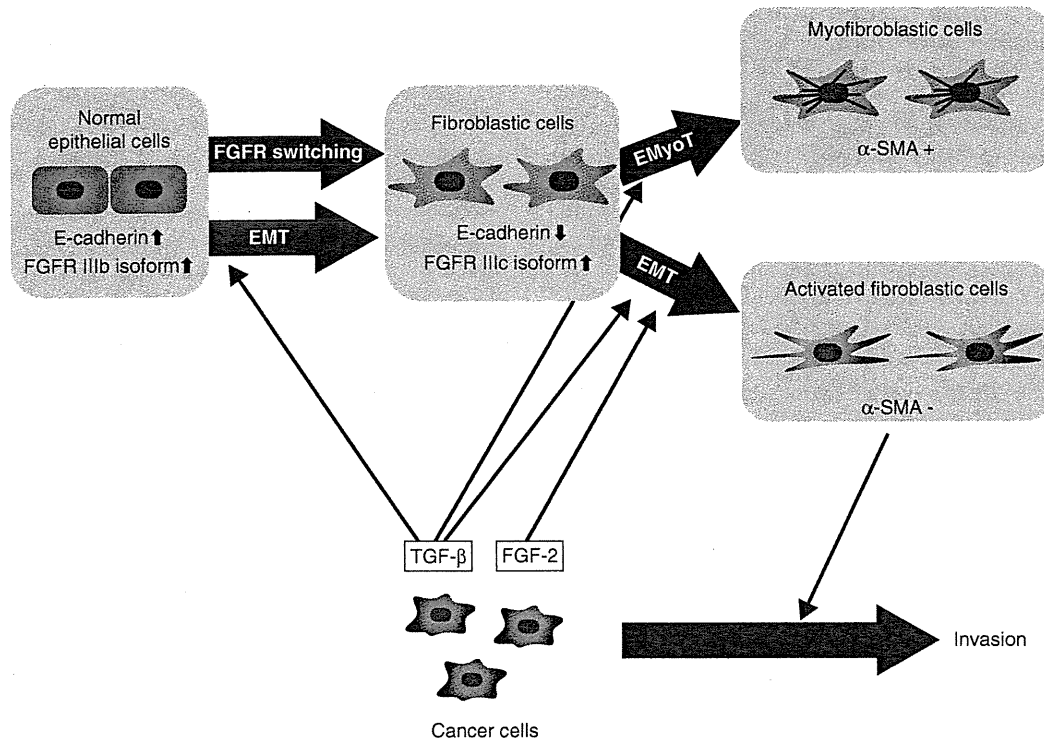 Normal
epithelial cells
E-cadherin⬆
FGFR IIIb isoform⬆
FGFR switching
EMT
Fibroblastic cells
E-cadherin⬇
FGFR IIIc isoform⬆
EMyoT
EMT
Myofibroblastic cells
α-SMA +
Activated fibroblastic cells
α-SMA -
TGF-β
FGF-2
Cancer cells
Invasion